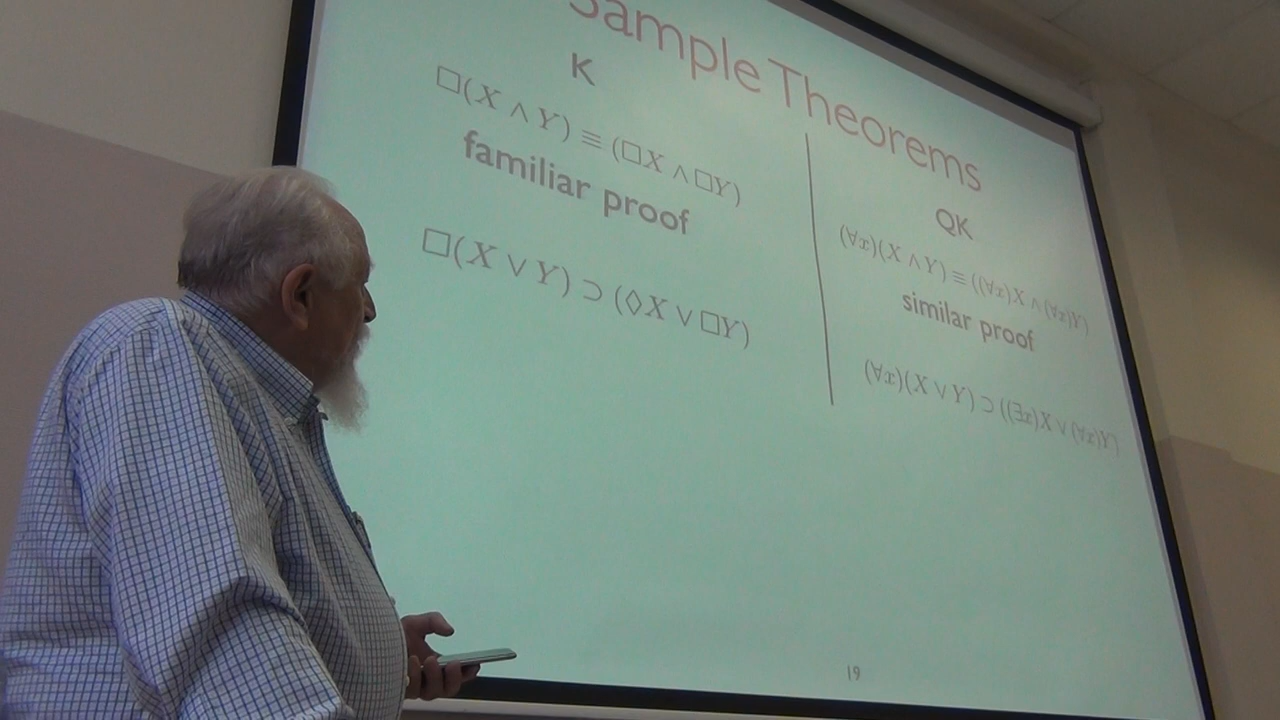 Sample Theorems
K
□(X ∧ Y) ≡ (□X ∧ □Y)
familiar proof
□(X ∨ Y) ⊃ (◊X ∨ □Y)
QK
(∀x)(X ∧ Y) ≡ ((∀x)X ∧ (∀x)Y)
similar proof
(∀x)(X ∨ Y) ⊃ ((∃x)X ∨ (∀x)Y)
19